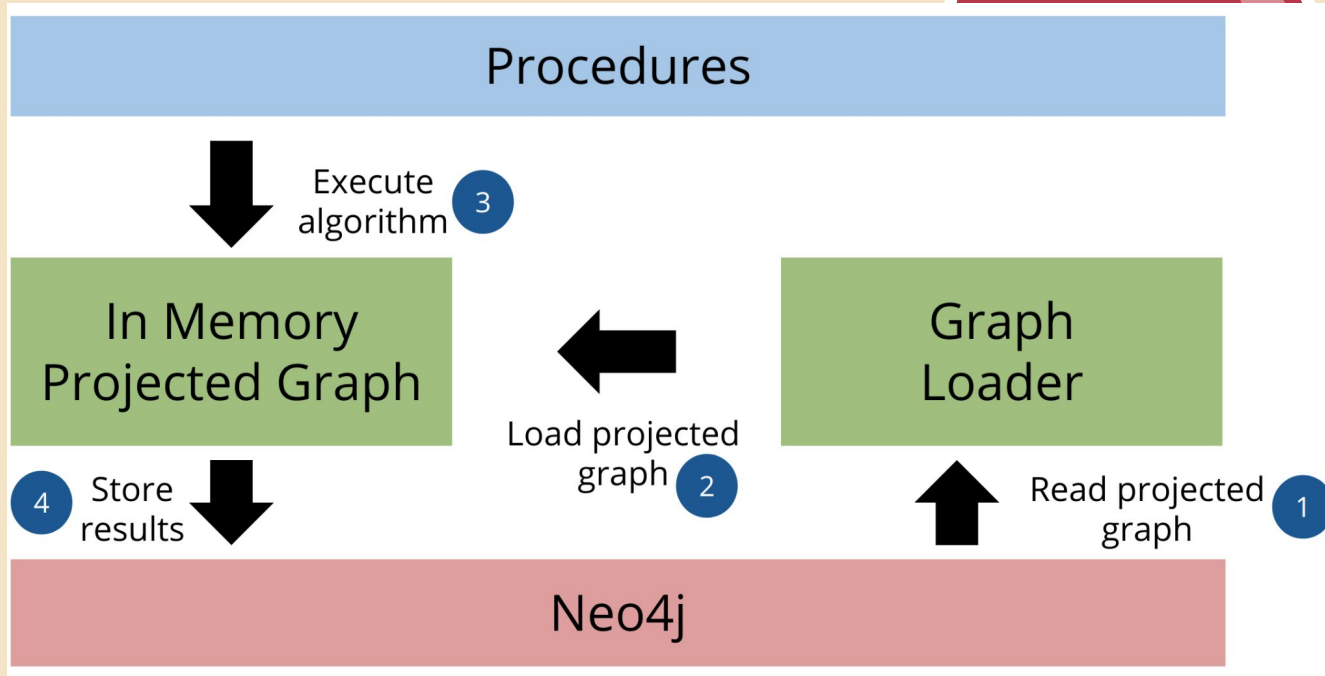 Procedures
Execute
algorithm
3
In Memory
Projected Graph
Graph
Loader
Load projected
graph
2
4
Store
results
Read projected
graph
1
Neo4j